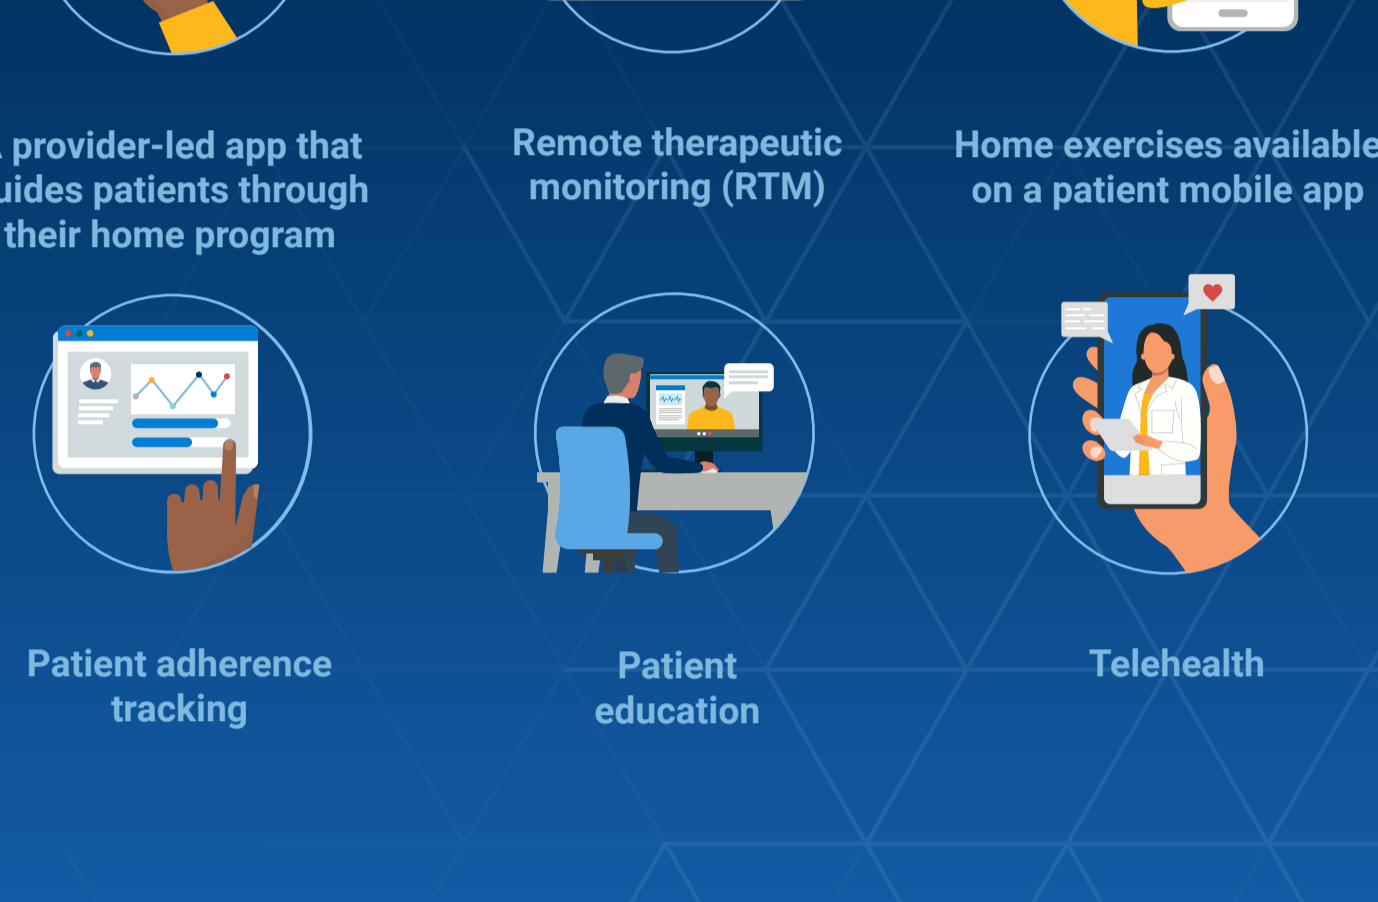 provider-led app that
patients through
their home program
Remote therapeutic
monitoring (RTM)
Home exercises available
on a patient mobile app
Patient adherence
tracking
Patient
education
Telehealth